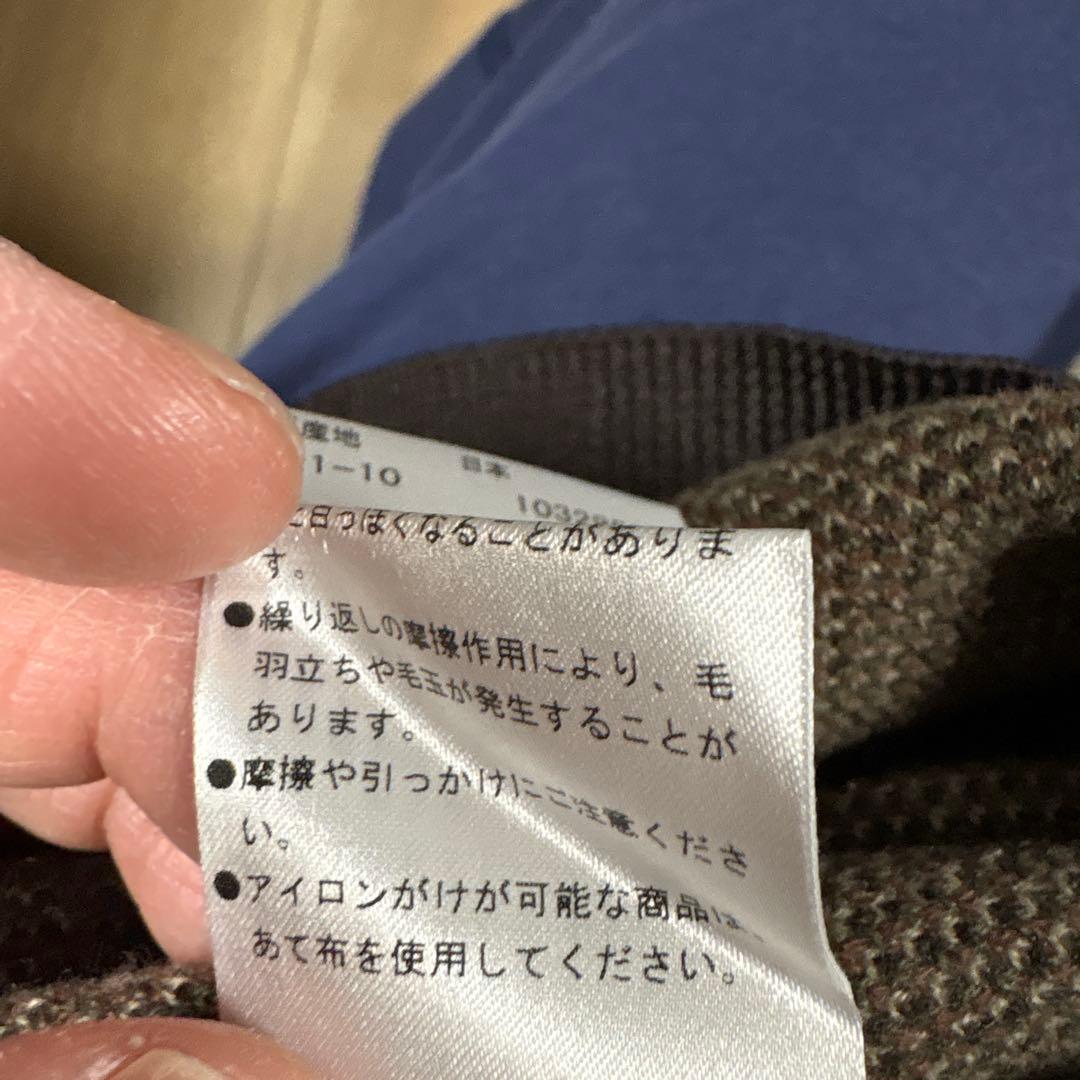 産地
1-10 日本
1032
っぽくなることがありま
す。
●繰り返しの摩擦作用により、毛
羽立ちや毛玉が発生することが
あります。
●摩擦や引っかけにご注意くださ
い。
●アイロンがけが可能な商品は、
あて布を使用してください。